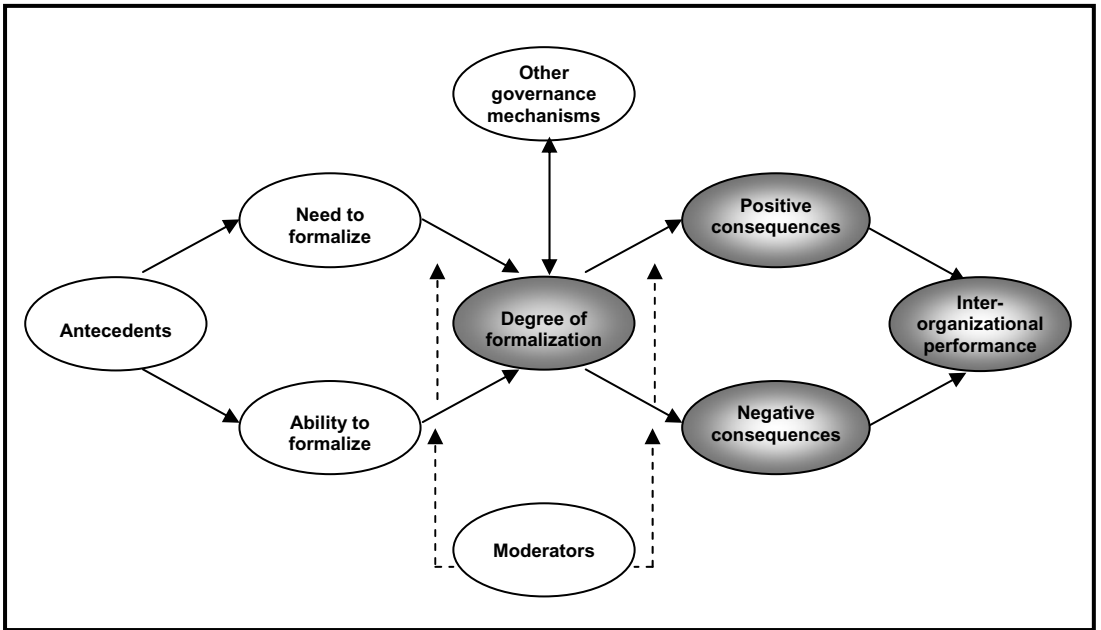 Other
governance
mechanisms
Need to
formalize
Positive
consequences
Antecedents
Degree of
formalization
Inter-
organizational
performance
Ability to
formalize
Negative
consequences
Moderators